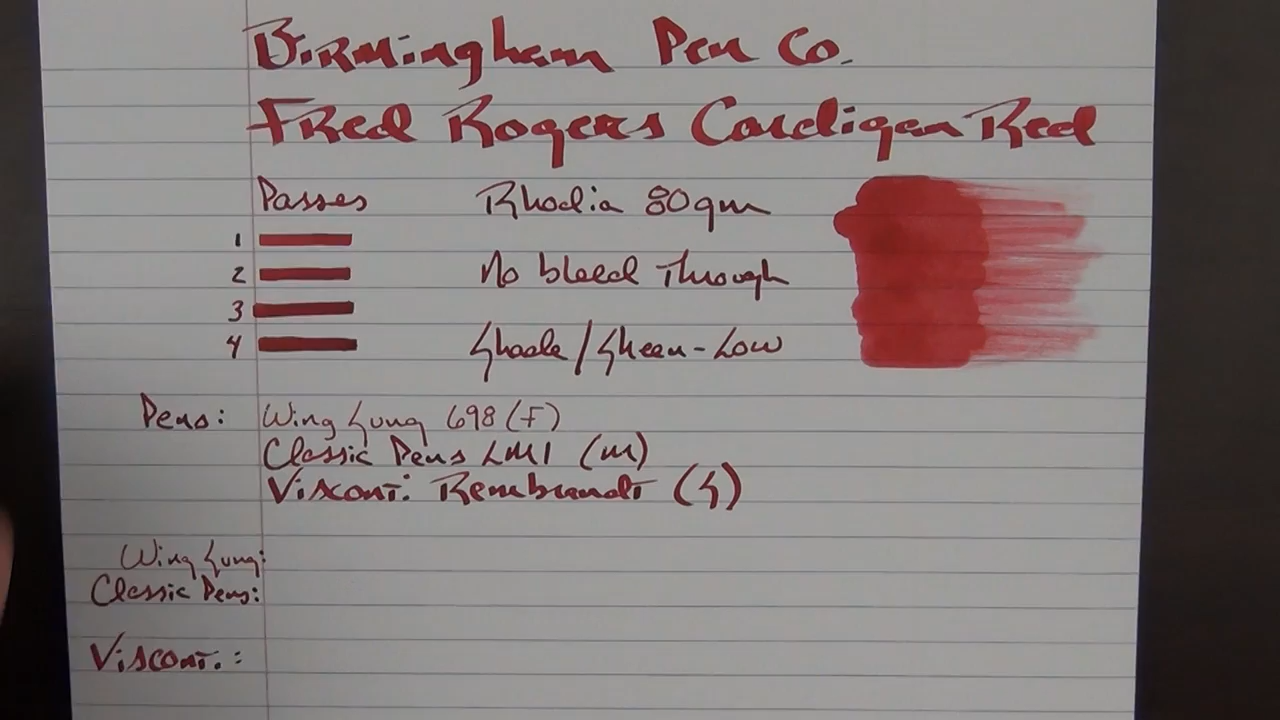 Birmingham Pen Co.
Fred Rogers Cardigan Red
Passes Rhodia 80gm
1
2 No bleed Through
3
4 Shade/Sheen-Low
Pens: Wing Sung 698 (F)
Classic Pens LM1 (M)
Visconti Rembrandt (S)
Wing Sung:
Classic Pens:
Visconti: